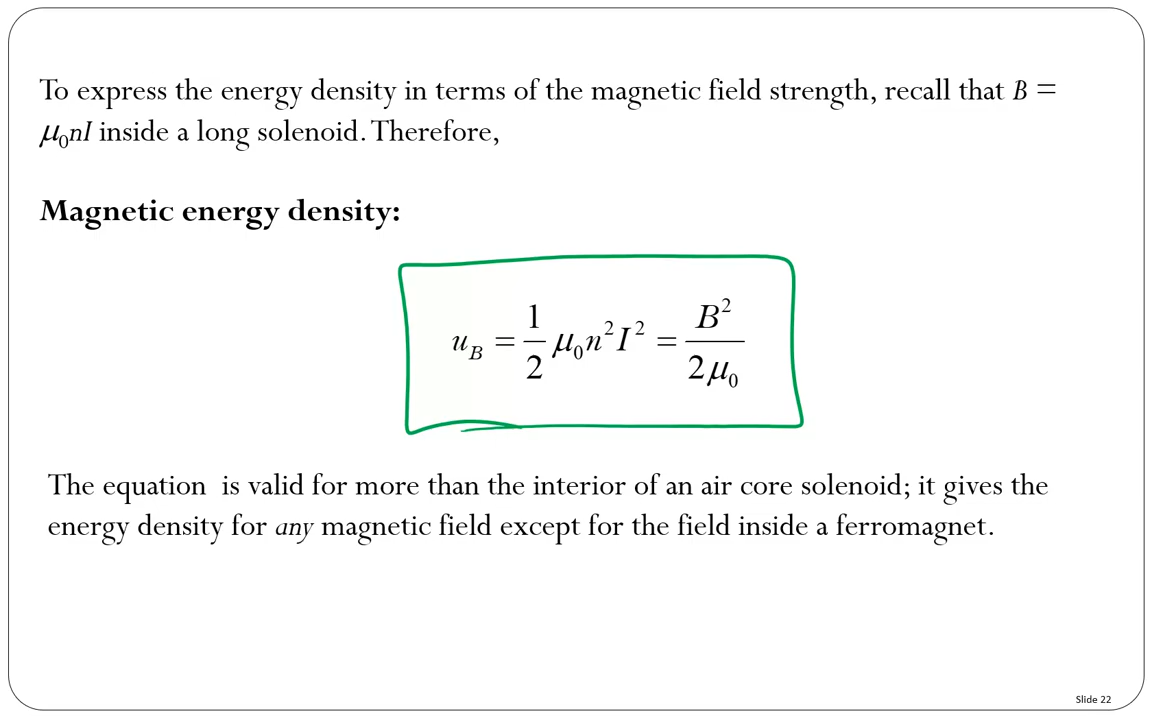 To express the energy density in terms of the magnetic field strength, recall that B =
μ₀nI inside a long solenoid. Therefore,
Magnetic energy density:
u_B = 1/2 μ₀n²I² = B²/2μ₀
The equation is valid for more than the interior of an air core solenoid; it gives the
energy density for any magnetic field except for the field inside a ferromagnet.
Slide 22